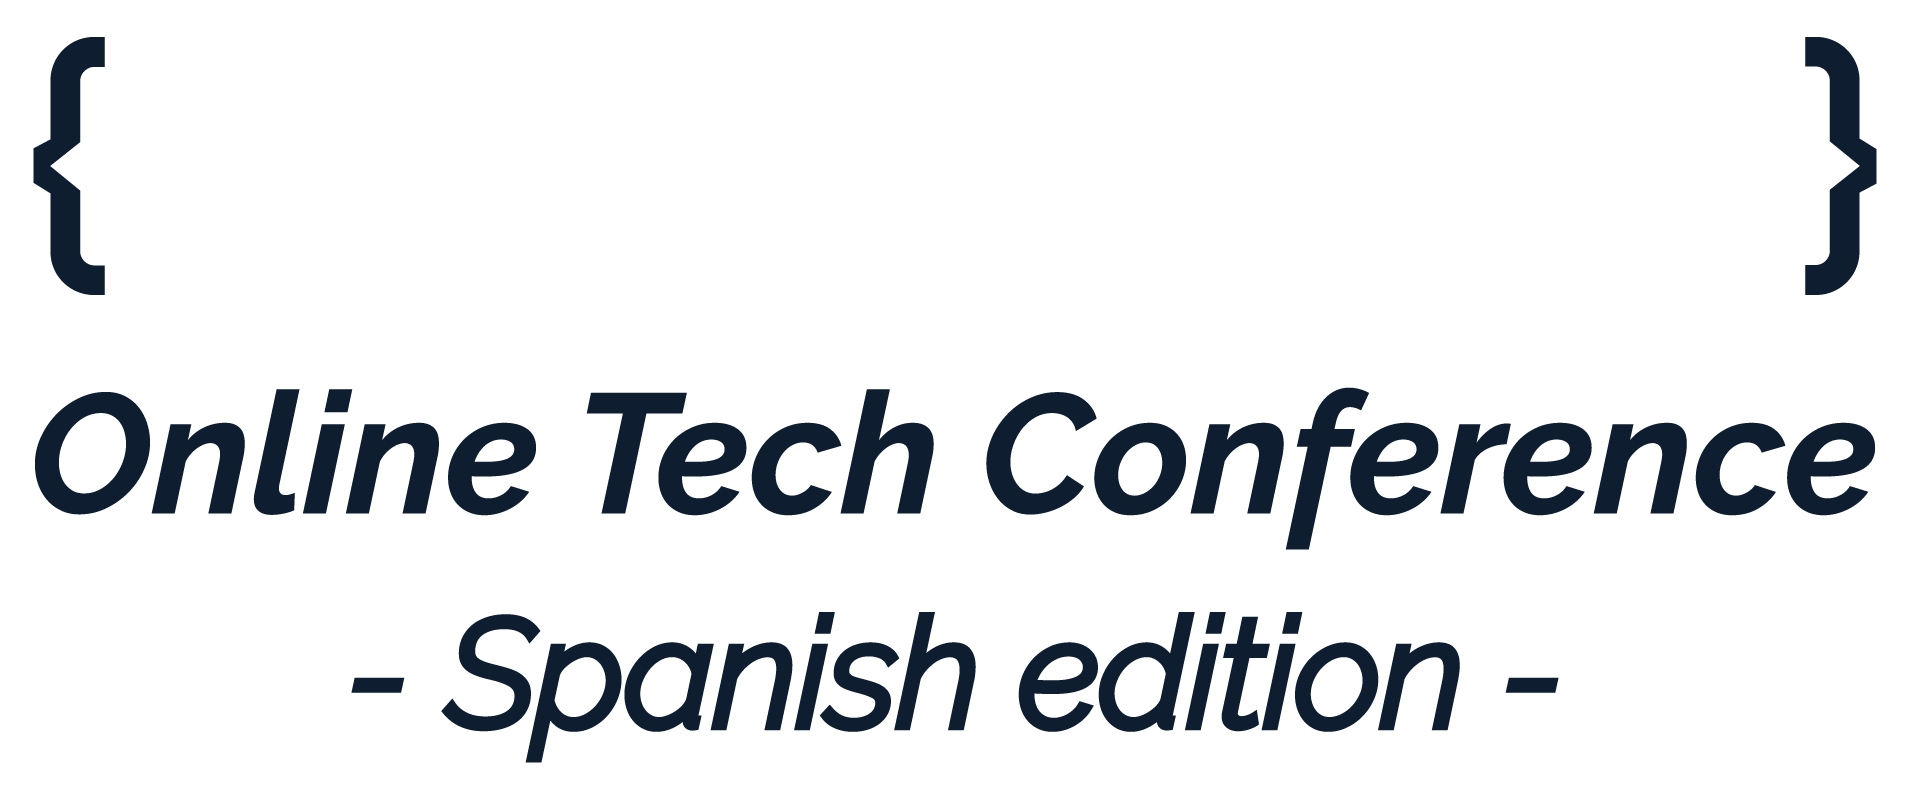 { }
Online Tech Conference
- Spanish edition -